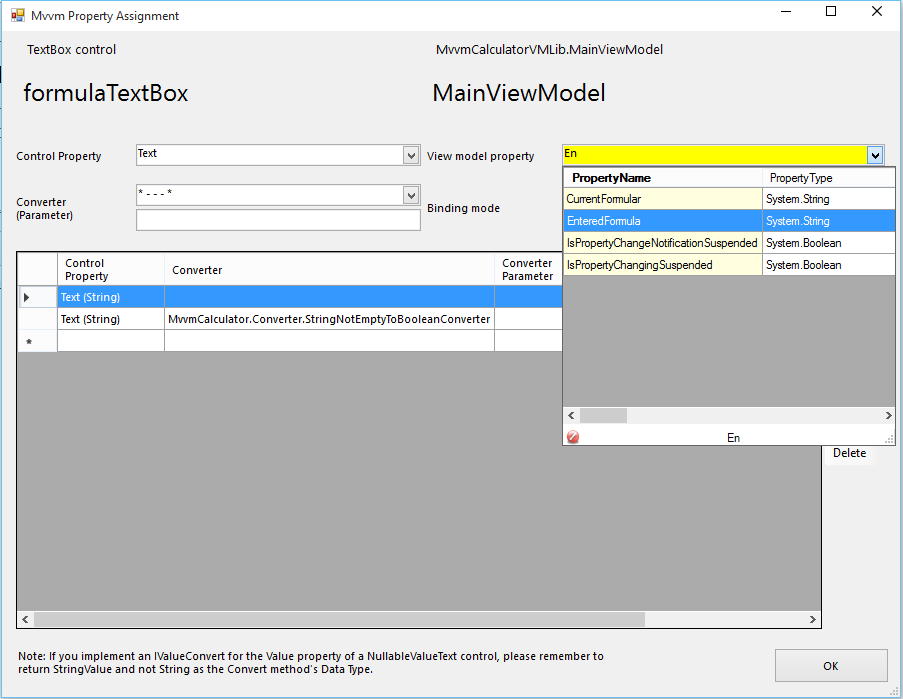 Mvvm Property Assignment
TextBox control
MvvmCalculatorVMLib.MainViewModel
formulaTextBox
MainViewModel
Control Property
Text
View model property
En
Converter
(Parameter)
* - - - *
Binding mode
PropertyName PropertyType
CurrentFormular System.String
EnteredFormula System.String
IsPropertyChangeNotificationSuspended System.Boolean
IsPropertyChangingSuspended System.Boolean
En
Control
Property
Converter
Converter
Parameter
Text (String)
Text (String) MvvmCalculator.Converter.StringNotEmptyToBooleanConverter
*
Delete
Note: If you implement an IValueConvert for the Value property of a NullableValueText control, please remember to
return StringValue and not String as the Convert method's Data Type.
OK